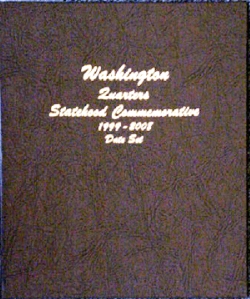 Washington
Quarters
Statehood Commemorative
1999-2008
Date Set